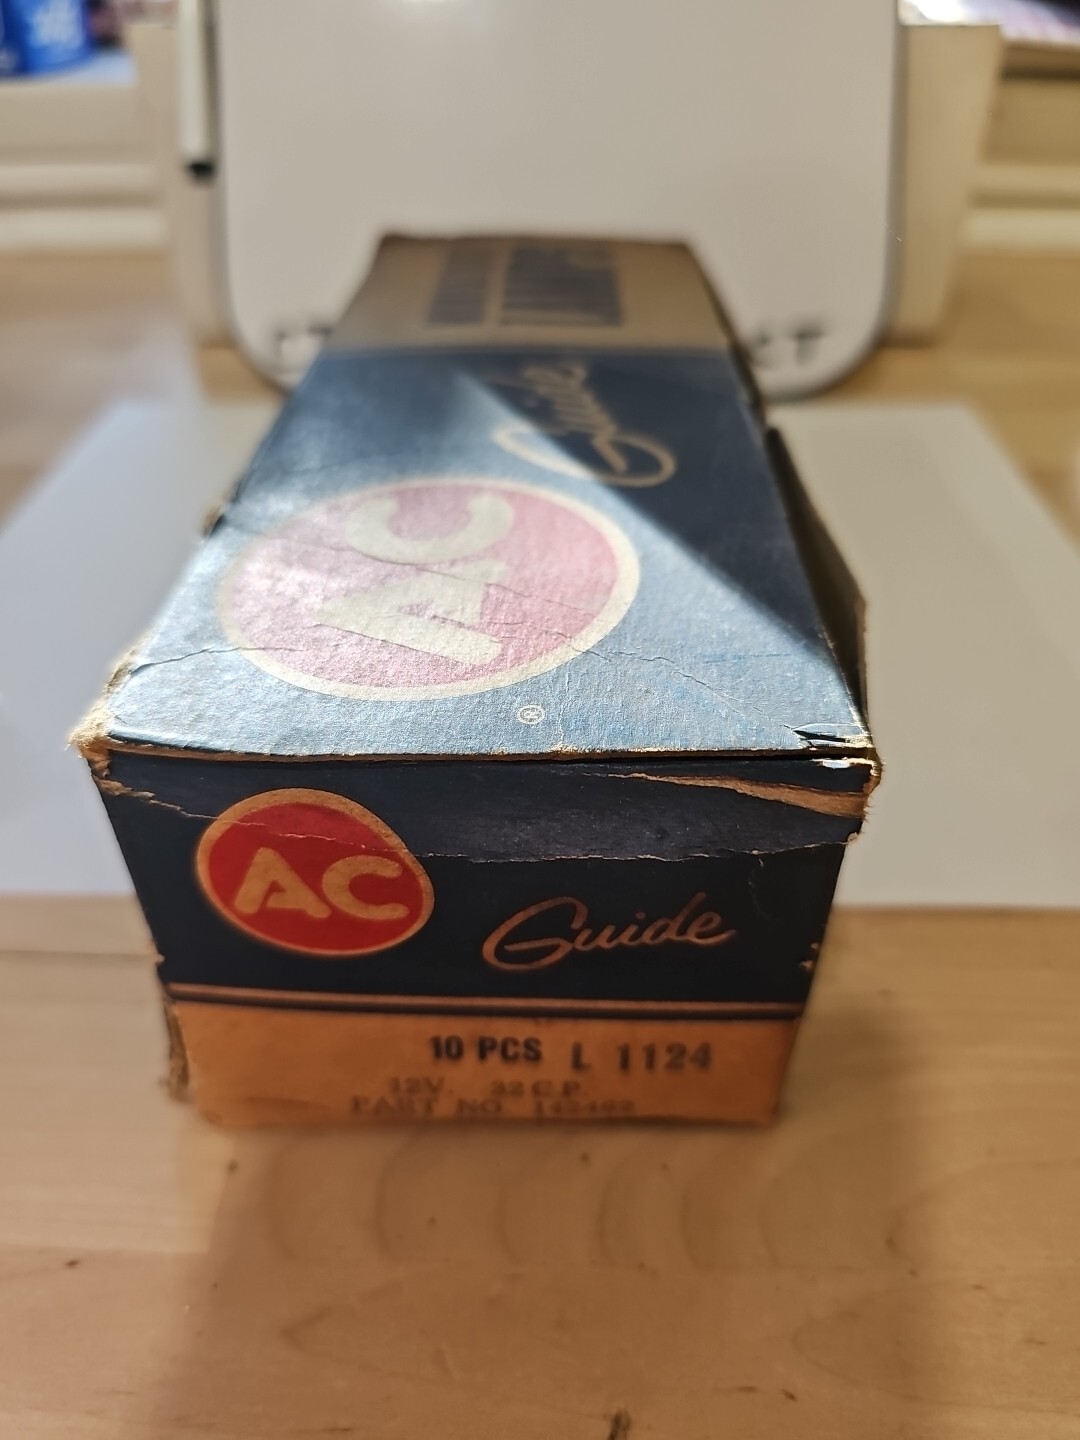 Guide
AC
®
AC
Guide
10 PCS L 1124
12V. 32 C.P.
PART NO.